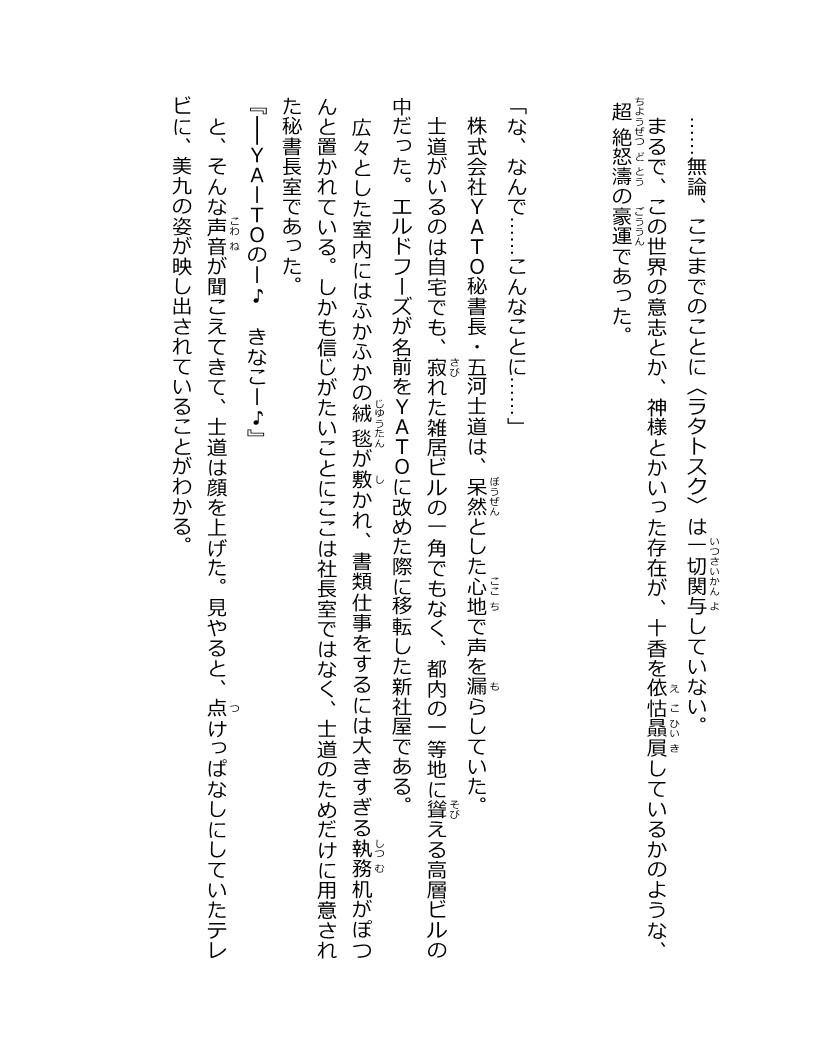 ……無論、ここまでのことに〈ラタトスク〉は一切関与していない。
まるで、この世界の意志とか、神様とかいった存在が、十香を依怙贔屓しているかのような、
超絶怒濤の豪運であった。
「な、なんで……こんなことに……」
株式会社ＹＡＴＯ秘書長・五河士道は、呆然とした心地で声を漏らしていた。
士道がいるのは自宅でも、寂れた雑居ビルの一角でもなく、都内の一等地に聳える高層ビルの
中だった。エルドフーズが名前をＹＡＴＯに改めた際に移転した新社屋である。
広々とした室内にはふかふかの絨毯が敷かれ、書類仕事をするには大きすぎる執務机がぽつ
んと置かれている。しかも信じがたいことにここは社長室ではなく、士道のためだけに用意され
た秘書長室であった。
『――ＹＡーＴＯのー♪　きなこー♪』
と、そんな声音が聞こえてきて、士道は顔を上げた。見やると、点けっぱなしにしていたテレ
ビに、美九の姿が映し出されていることがわかる。